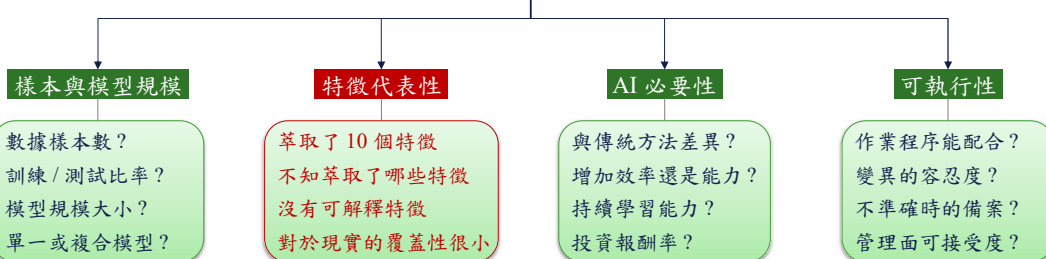 樣本與模型規模
數據樣本數？
訓練 / 測試比率？
模型規模大小？
單一或複合模型？
特徵代表性
萃取了 10 個特徵
不知萃取了哪些特徵
沒有可解釋特徵
對於現實的覆蓋性很小
AI 必要性
與傳統方法差異？
增加效率還是能力？
持續學習能力？
投資報酬率？
可執行性
作業程序能配合？
變異的容忍度？
不準確時的備案？
管理面可接受度？